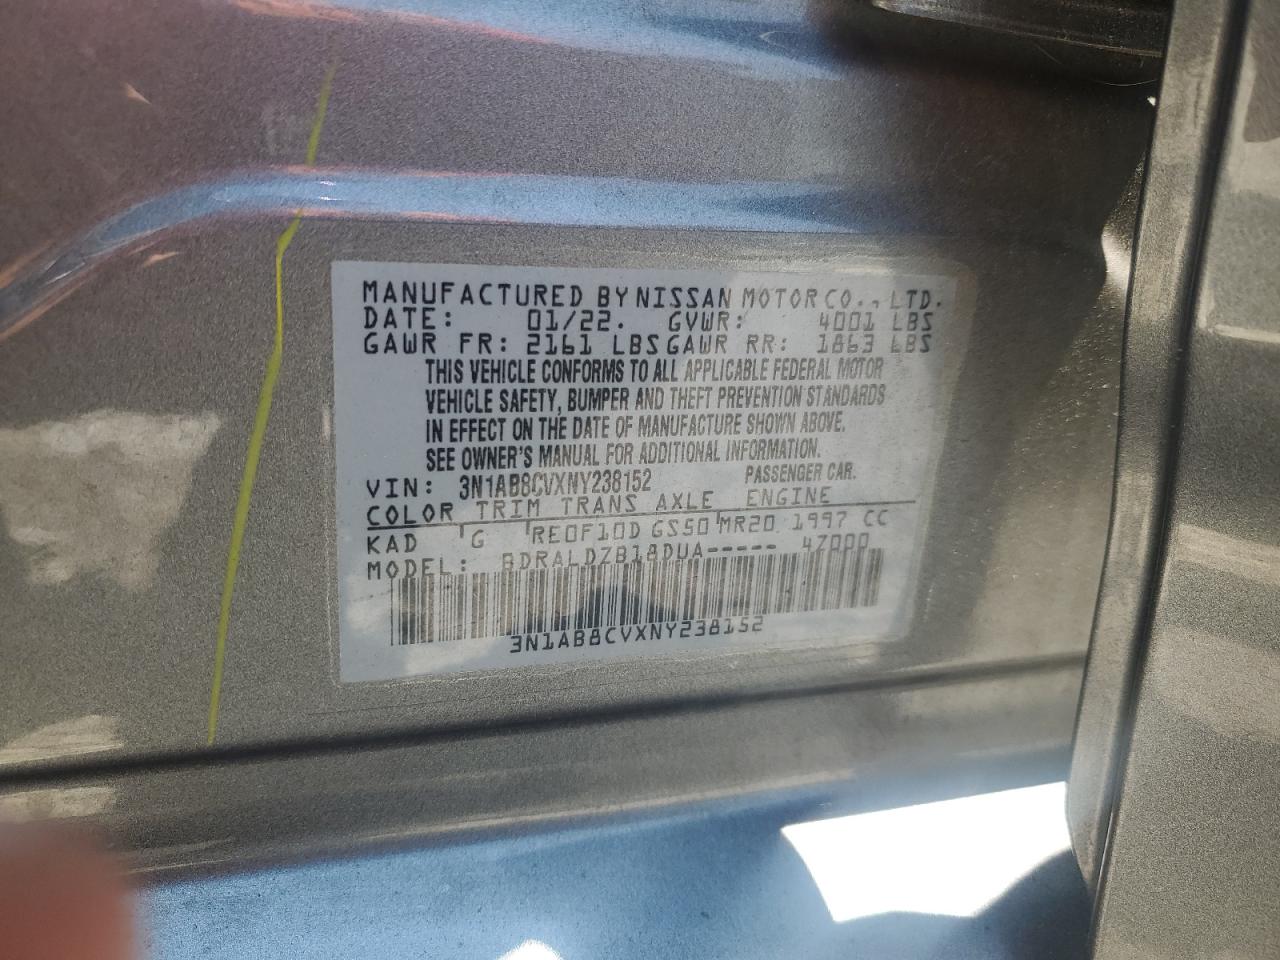 MANUFACTURED BY NISSAN MOTOR CO., LTD.
DATE: 01/22. GVWR: 4001 LBS
GAWR FR: 2161 LBS GAWR RR: 1863 LBS
THIS VEHICLE CONFORMS TO ALL APPLICABLE FEDERAL MOTOR
VEHICLE SAFETY, BUMPER AND THEFT PREVENTION STANDARDS
IN EFFECT ON THE DATE OF MANUFACTURE SHOWN ABOVE.
SEE OWNER'S MANUAL FOR ADDITIONAL INFORMATION.
VIN: 3N1AB8CVXNY238152 PASSENGER CAR.
COLOR TRIM TRANS AXLE ENGINE
KAD G RE0F10D GS50 MR20 1997 CC
MODEL: BDRALDZB18DUA----- 4Z000
3N1AB8CVXNY238152